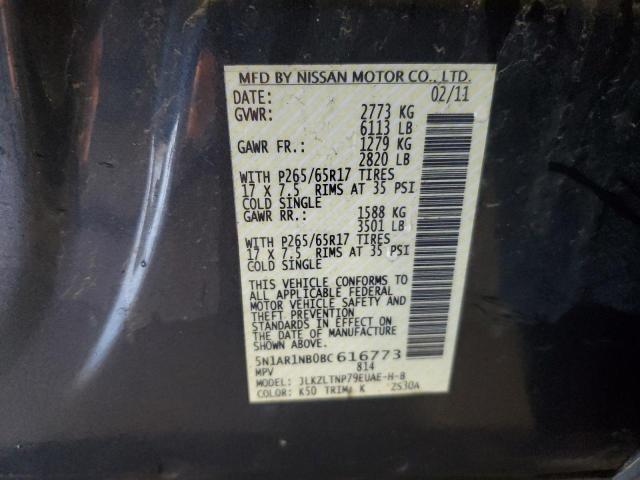 MFD BY NISSAN MOTOR CO., LTD.
DATE: 02/11
GVWR: 2773 KG
6113 LB
GAWR FR.: 1279 KG
2820 LB
WITH P265/65R17 TIRES
17 X 7.5 RIMS AT 35 PSI
COLD SINGLE
GAWR RR.: 1588 KG
3501 LB
WITH P265/65R17 TIRES
17 X 7.5 RIMS AT 35 PSI
COLD SINGLE
THIS VEHICLE CONFORMS TO
ALL APPLICABLE FEDERAL
MOTOR VEHICLE SAFETY AND
THEFT PREVENTION
STANDARDS IN EFFECT ON
THE DATE OF MANUFACTURE
SHOWN ABOVE.
5N1AR1NB0BC616773
MPV 814
MODEL: JLKZLTNP79EUAE-H-B
COLOR: K50 TRIM: K ZS30A